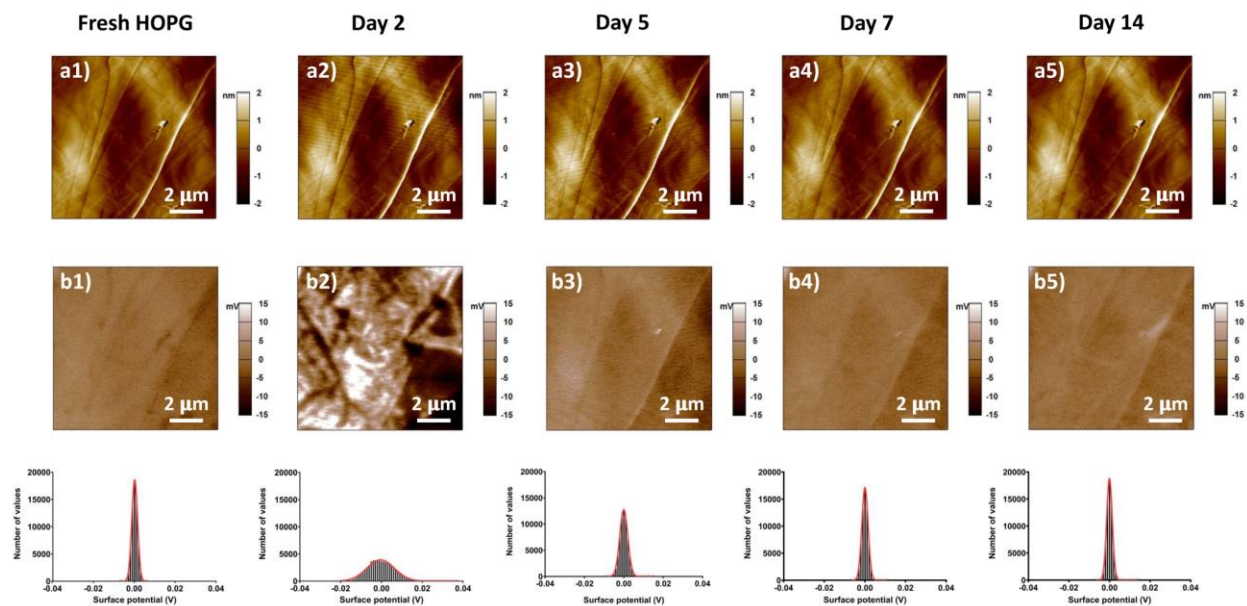 Fresh HOPG Day 2 Day 5 Day 7 Day 14
a1) a2) a3) a4) a5)
nm 2 1 0 -1 -2 nm 2 1 0 -1 -2 nm 2 1 0 -1 -2 nm 2 1 0 -1 -2 nm 2 1 0 -1 -2
2 μm 2 μm 2 μm 2 μm 2 μm
b1) b2) b3) b4) b5)
mV 15 10 5 0 -5 -10 -15 mV 15 10 5 0 -5 -10 -15 mV 15 10 5 0 -5 -10 -15 mV 15 10 5 0 -5 -10 -15 mV 15 10 5 0 -5 -10 -15
2 μm 2 μm 2 μm 2 μm 2 μm
Number of values Number of values Number of values Number of values Number of values
20000 20000 20000 20000 20000
15000 15000 15000 15000 15000
10000 10000 10000 10000 10000
5000 5000 5000 5000 5000
0 0 0 0 0
-0.04 -0.02 0.00 0.02 0.04 -0.04 -0.02 0.00 0.02 0.04 -0.04 -0.02 0.00 0.02 0.04 -0.04 -0.02 0.00 0.02 0.04 -0.04 -0.02 0.00 0.02 0.04
Surface potential (V) Surface potential (V) Surface potential (V) Surface potential (V) Surface potential (V)